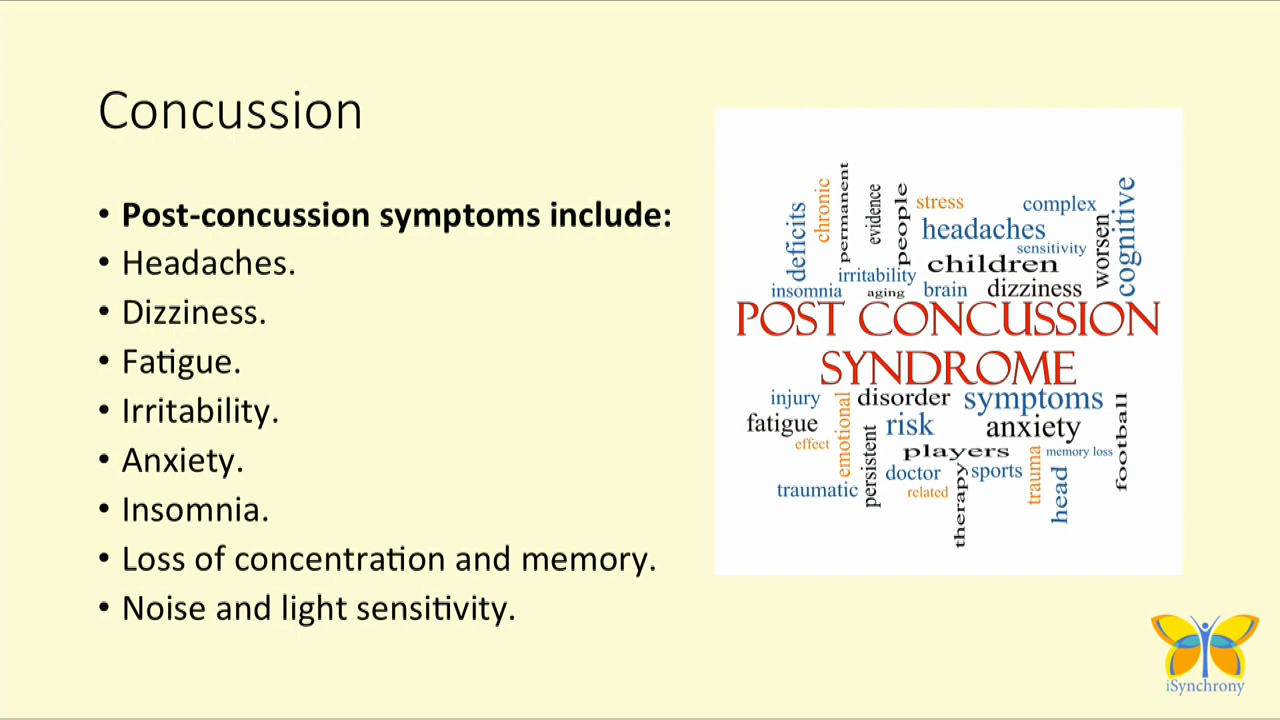 Concussion
• Post-concussion symptoms include:
• Headaches.
• Dizziness.
• Fatigue.
• Irritability.
• Anxiety.
• Insomnia.
• Loss of concentration and memory.
• Noise and light sensitivity.
deficits
chronic
permanent
evidence
people
stress
complex
headaches
sensitivity
worsen
cognitive
children
irritability
insomnia
aging
brain
dizziness
POST CONCUSSION
SYNDROME
injury
emotional
disorder
symptoms
fatigue
risk
anxiety
football
effect
persistent
players
trauma
memory loss
doctor
sports
head
traumatic
related
therapy
iSynchrony